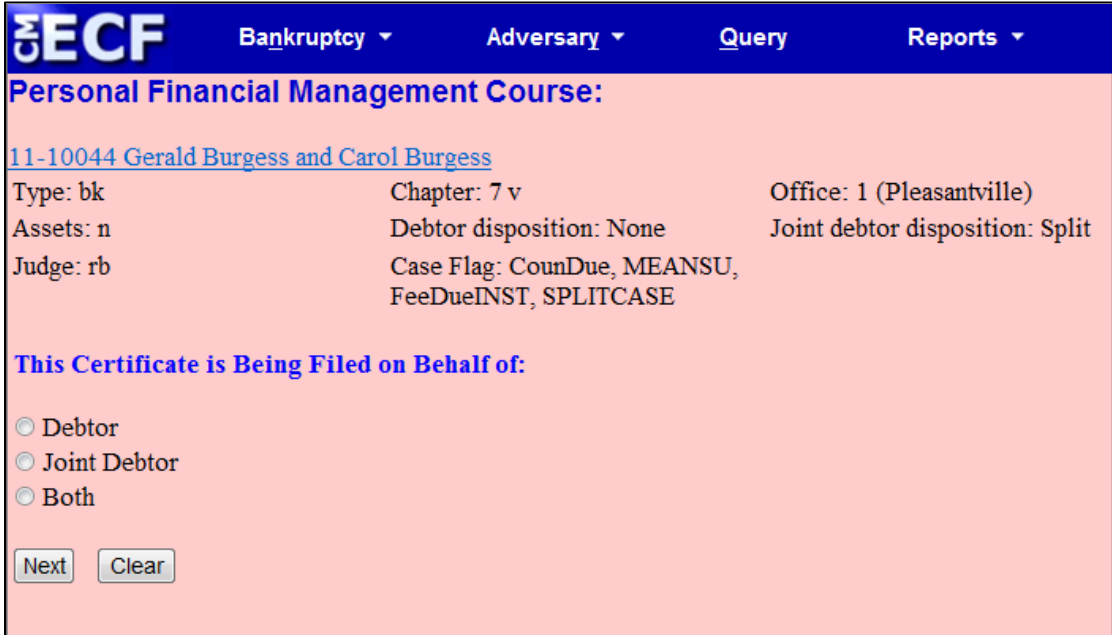 CM ECF Bankruptcy Adversary Query Reports
Personal Financial Management Course:
11-10044 Gerald Burgess and Carol Burgess
Type: bk Chapter: 7 v Office: 1 (Pleasantville)
Assets: n Debtor disposition: None Joint debtor disposition: Split
Judge: rb Case Flag: CounDue, MEANSU,
FeeDueINST, SPLITCASE
This Certificate is Being Filed on Behalf of:
Debtor
Joint Debtor
Both
Next Clear